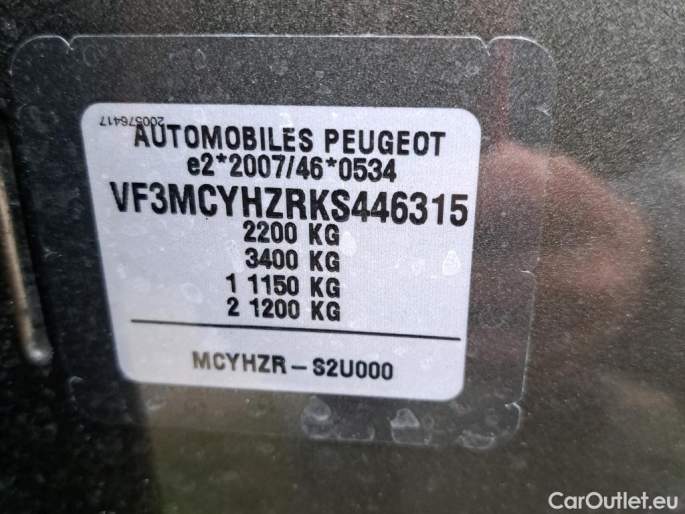 200576417
AUTOMOBILES PEUGEOT
e2*2007/46*0534
VF3MCYHZRKS446315
2200 KG
3400 KG
1 1150 KG
2 1200 KG
MCYHZR - S2U000
CarOutlet.eu